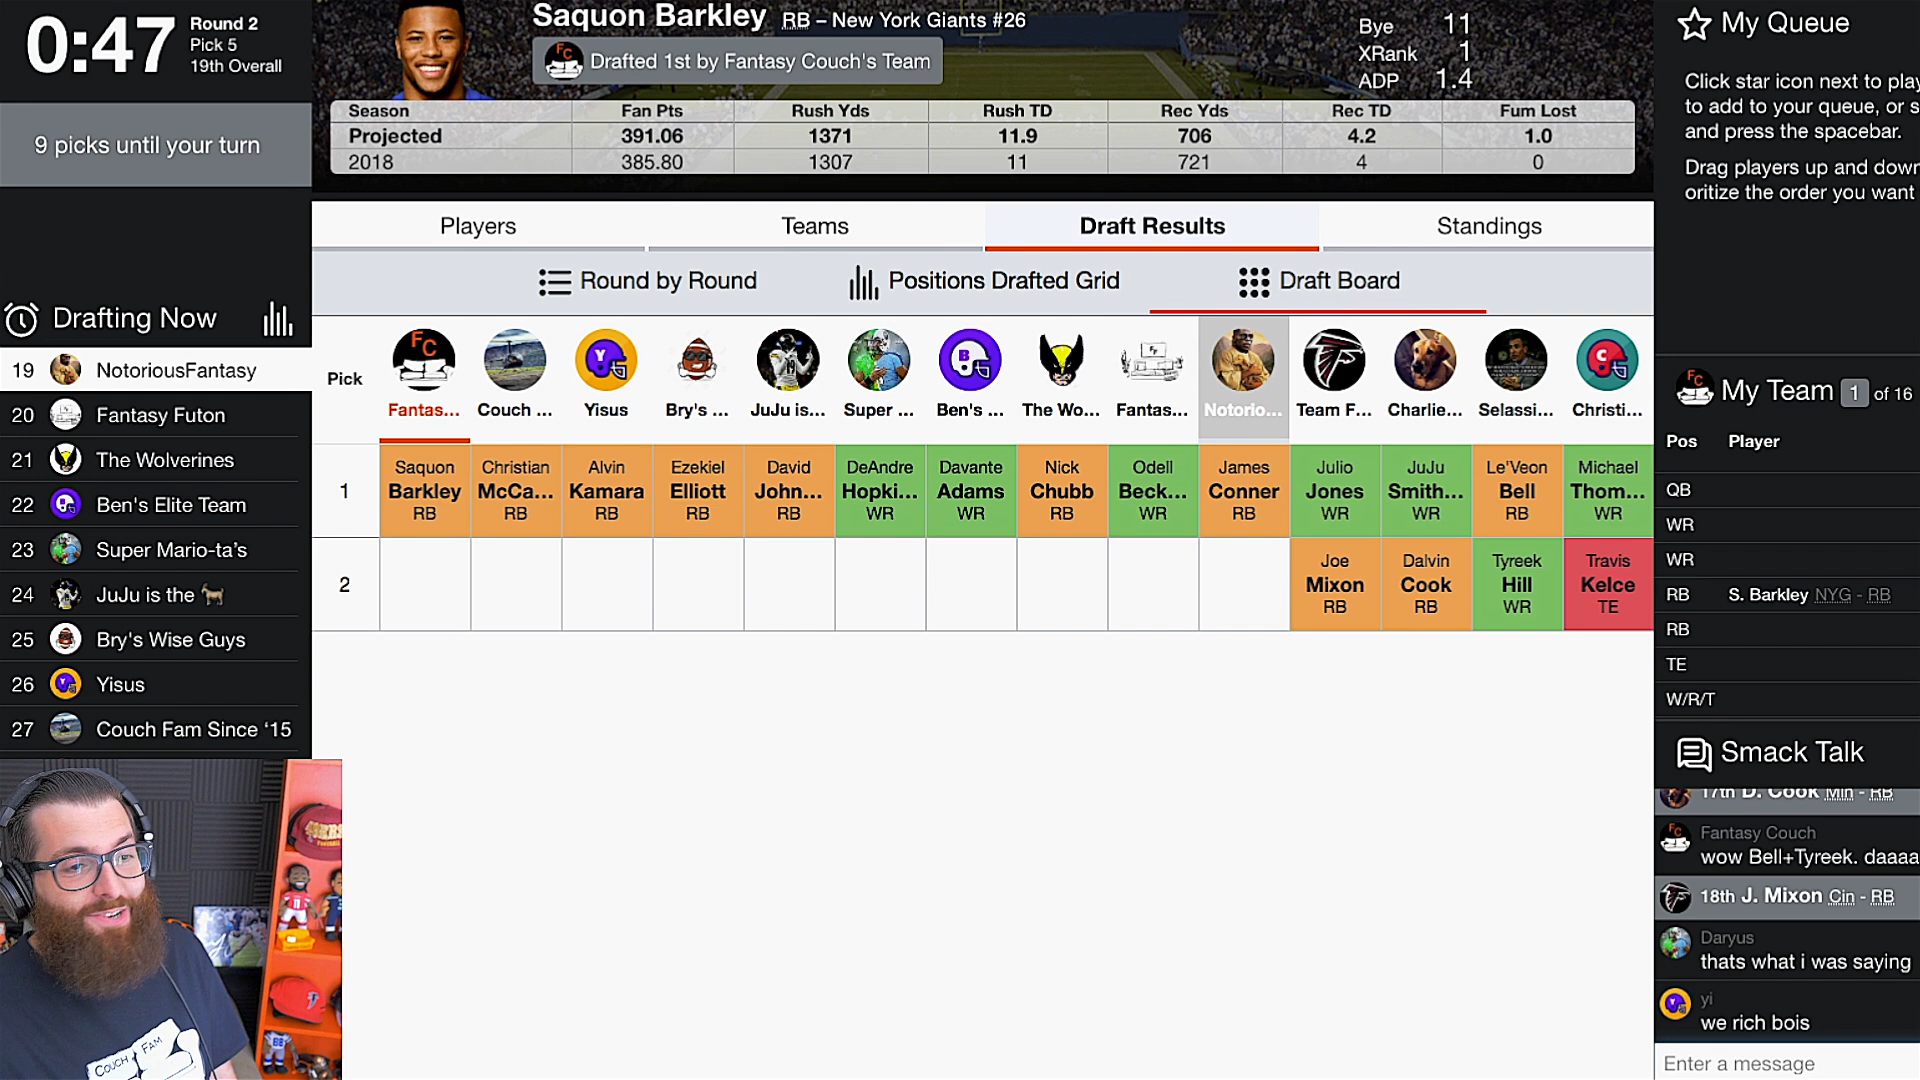 0:47
Round 2
Pick 5
19th Overall
9 picks until your turn
Drafting Now
19 NotoriousFantasy
20 Fantasy Futon
21 The Wolverines
22 Ben's Elite Team
23 Super Mario-ta's
24 JuJu is the 🐐
25 Bry's Wise Guys
26 Yisus
27 Couch Fam Since ‘15
COUCH FAM
Saquon Barkley RB – New York Giants #26
FC
Drafted 1st by Fantasy Couch's Team
Bye 11
XRank 1
ADP 1.4
Season Fan Pts Rush Yds Rush TD Rec Yds Rec TD Fum Lost
Projected 391.06 1371 11.9 706 4.2 1.0
2018 385.80 1307 11 721 4 0
Players Teams Draft Results Standings
Round by Round Positions Drafted Grid Draft Board
Pick
Fantas... Couch ... Yisus Bry's ... JuJu is... Super ... Ben's ... The Wo... Fantas... Notorio... Team F... Charlie... Selassi... Christi...
1
Saquon Christian Alvin Ezekiel David DeAndre Davante Nick Odell James Julio JuJu Le'Veon Michael
Barkley McCa... Kamara Elliott John... Hopki... Adams Chubb Beck... Conner Jones Smith... Bell Thom...
RB RB RB RB RB WR WR RB WR RB WR WR RB WR
2
Joe Dalvin Tyreek Travis
Mixon Cook Hill Kelce
RB RB WR TE
My Queue
Click star icon next to play
to add to your queue, or s
and press the spacebar.
Drag players up and down
oritize the order you want
FC
My Team 1 of 16
Pos Player
QB
WR
WR
RB S. Barkley NYG - RB
RB
TE
W/R/T
Smack Talk
17th D. Cook Min - RB
Fantasy Couch
wow Bell+Tyreek. daaaa
18th J. Mixon Cin - RB
Daryus
thats what i was saying
yi
we rich bois
Enter a message